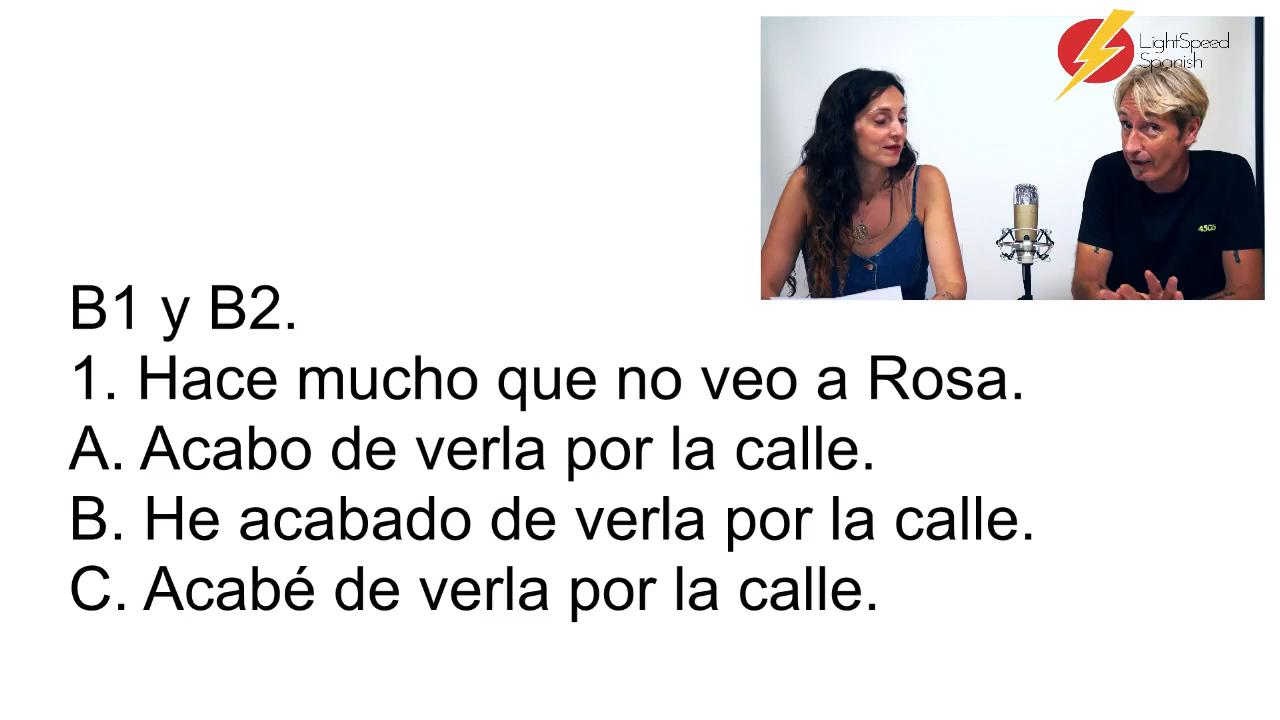 LightSpeed
Spanish
B1 y B2.
1. Hace mucho que no veo a Rosa.
A. Acabo de verla por la calle.
B. He acabado de verla por la calle.
C. Acabé de verla por la calle.